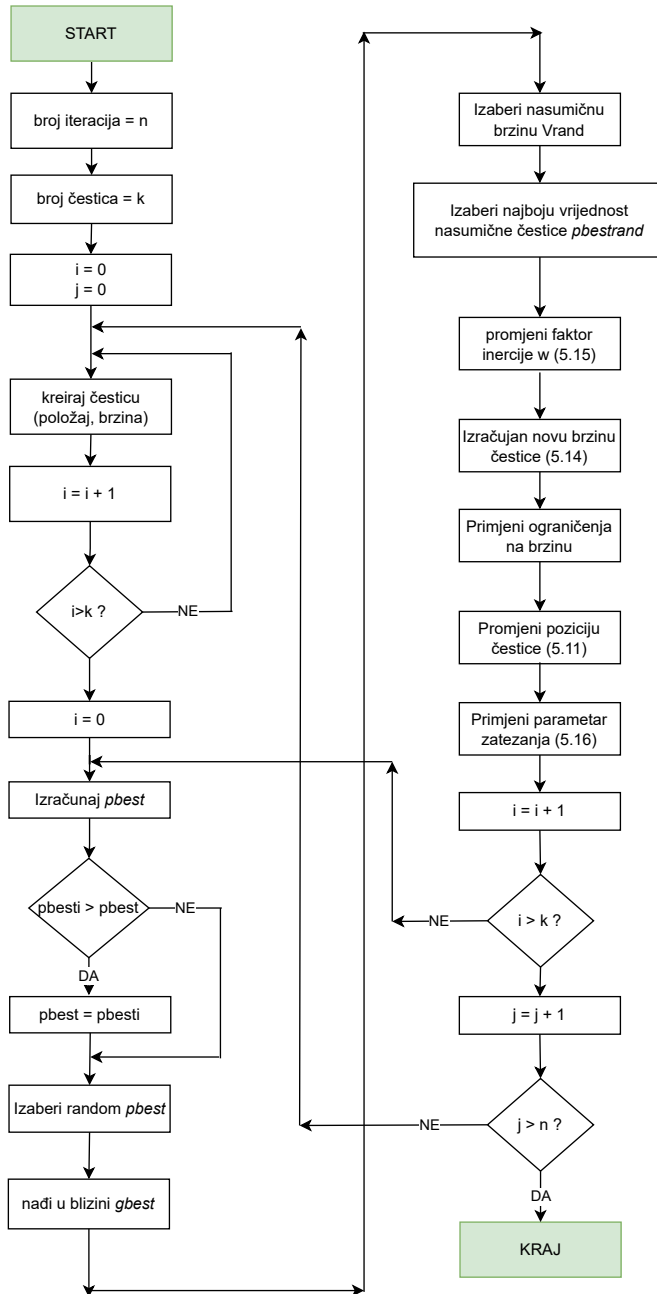 START
broj iteracija = n
broj čestica = k
i = 0
j = 0
kreiraj česticu
(položaj, brzina)
i = i + 1
i>k ?
NE
i = 0
Izračunaj pbest
pbesti > pbest
NE
DA
pbest = pbesti
Izaberi random pbest
nađi u blizini gbest
Izaberi nasumičnu
brzinu Vrand
Izaberi najboju vrijednost
nasumične čestice pbestrand
promjeni faktor
inercije w (5.15)
Izračujan novu brzinu
čestice (5.14)
Primjeni ograničenja
na brzinu
Promjeni poziciju
čestice (5.11)
Primjeni parametar
zatezanja (5.16)
i = i + 1
i > k ?
NE
j = j + 1
j > n ?
NE
DA
KRAJ